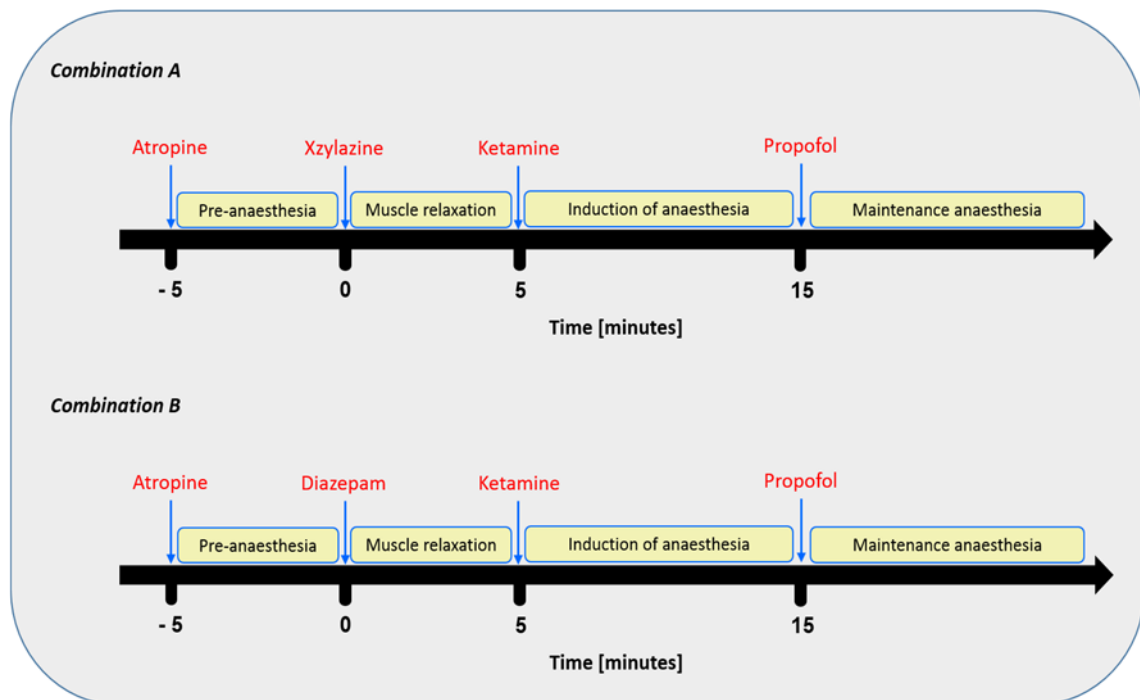 Combination A
Atropine Xzylazine Ketamine Propofol
Pre-anaesthesia Muscle relaxation Induction of anaesthesia Maintenance anaesthesia
- 5 0 5 15
Time [minutes]
Combination B
Atropine Diazepam Ketamine Propofol
Pre-anaesthesia Muscle relaxation Induction of anaesthesia Maintenance anaesthesia
- 5 0 5 15
Time [minutes]